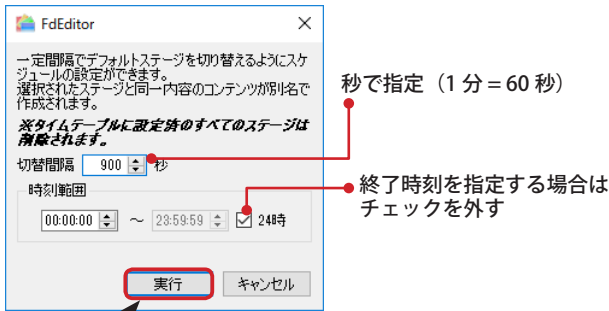 FdEditor
一定間隔でデフォルトステージを切り替えるようにスケ
ジュールの設定ができます。
選択されたステージと同一内容のコンテンツが別名で
作成されます。
※タイムテーブルに設定済のすべてのステージは
削除されます。
切替間隔 900 秒
時刻範囲
00:00:00 ～ 23:59:59 24時
実行 キャンセル
秒で指定（1 分 = 60 秒）
終了時刻を指定する場合は
チェックを外す